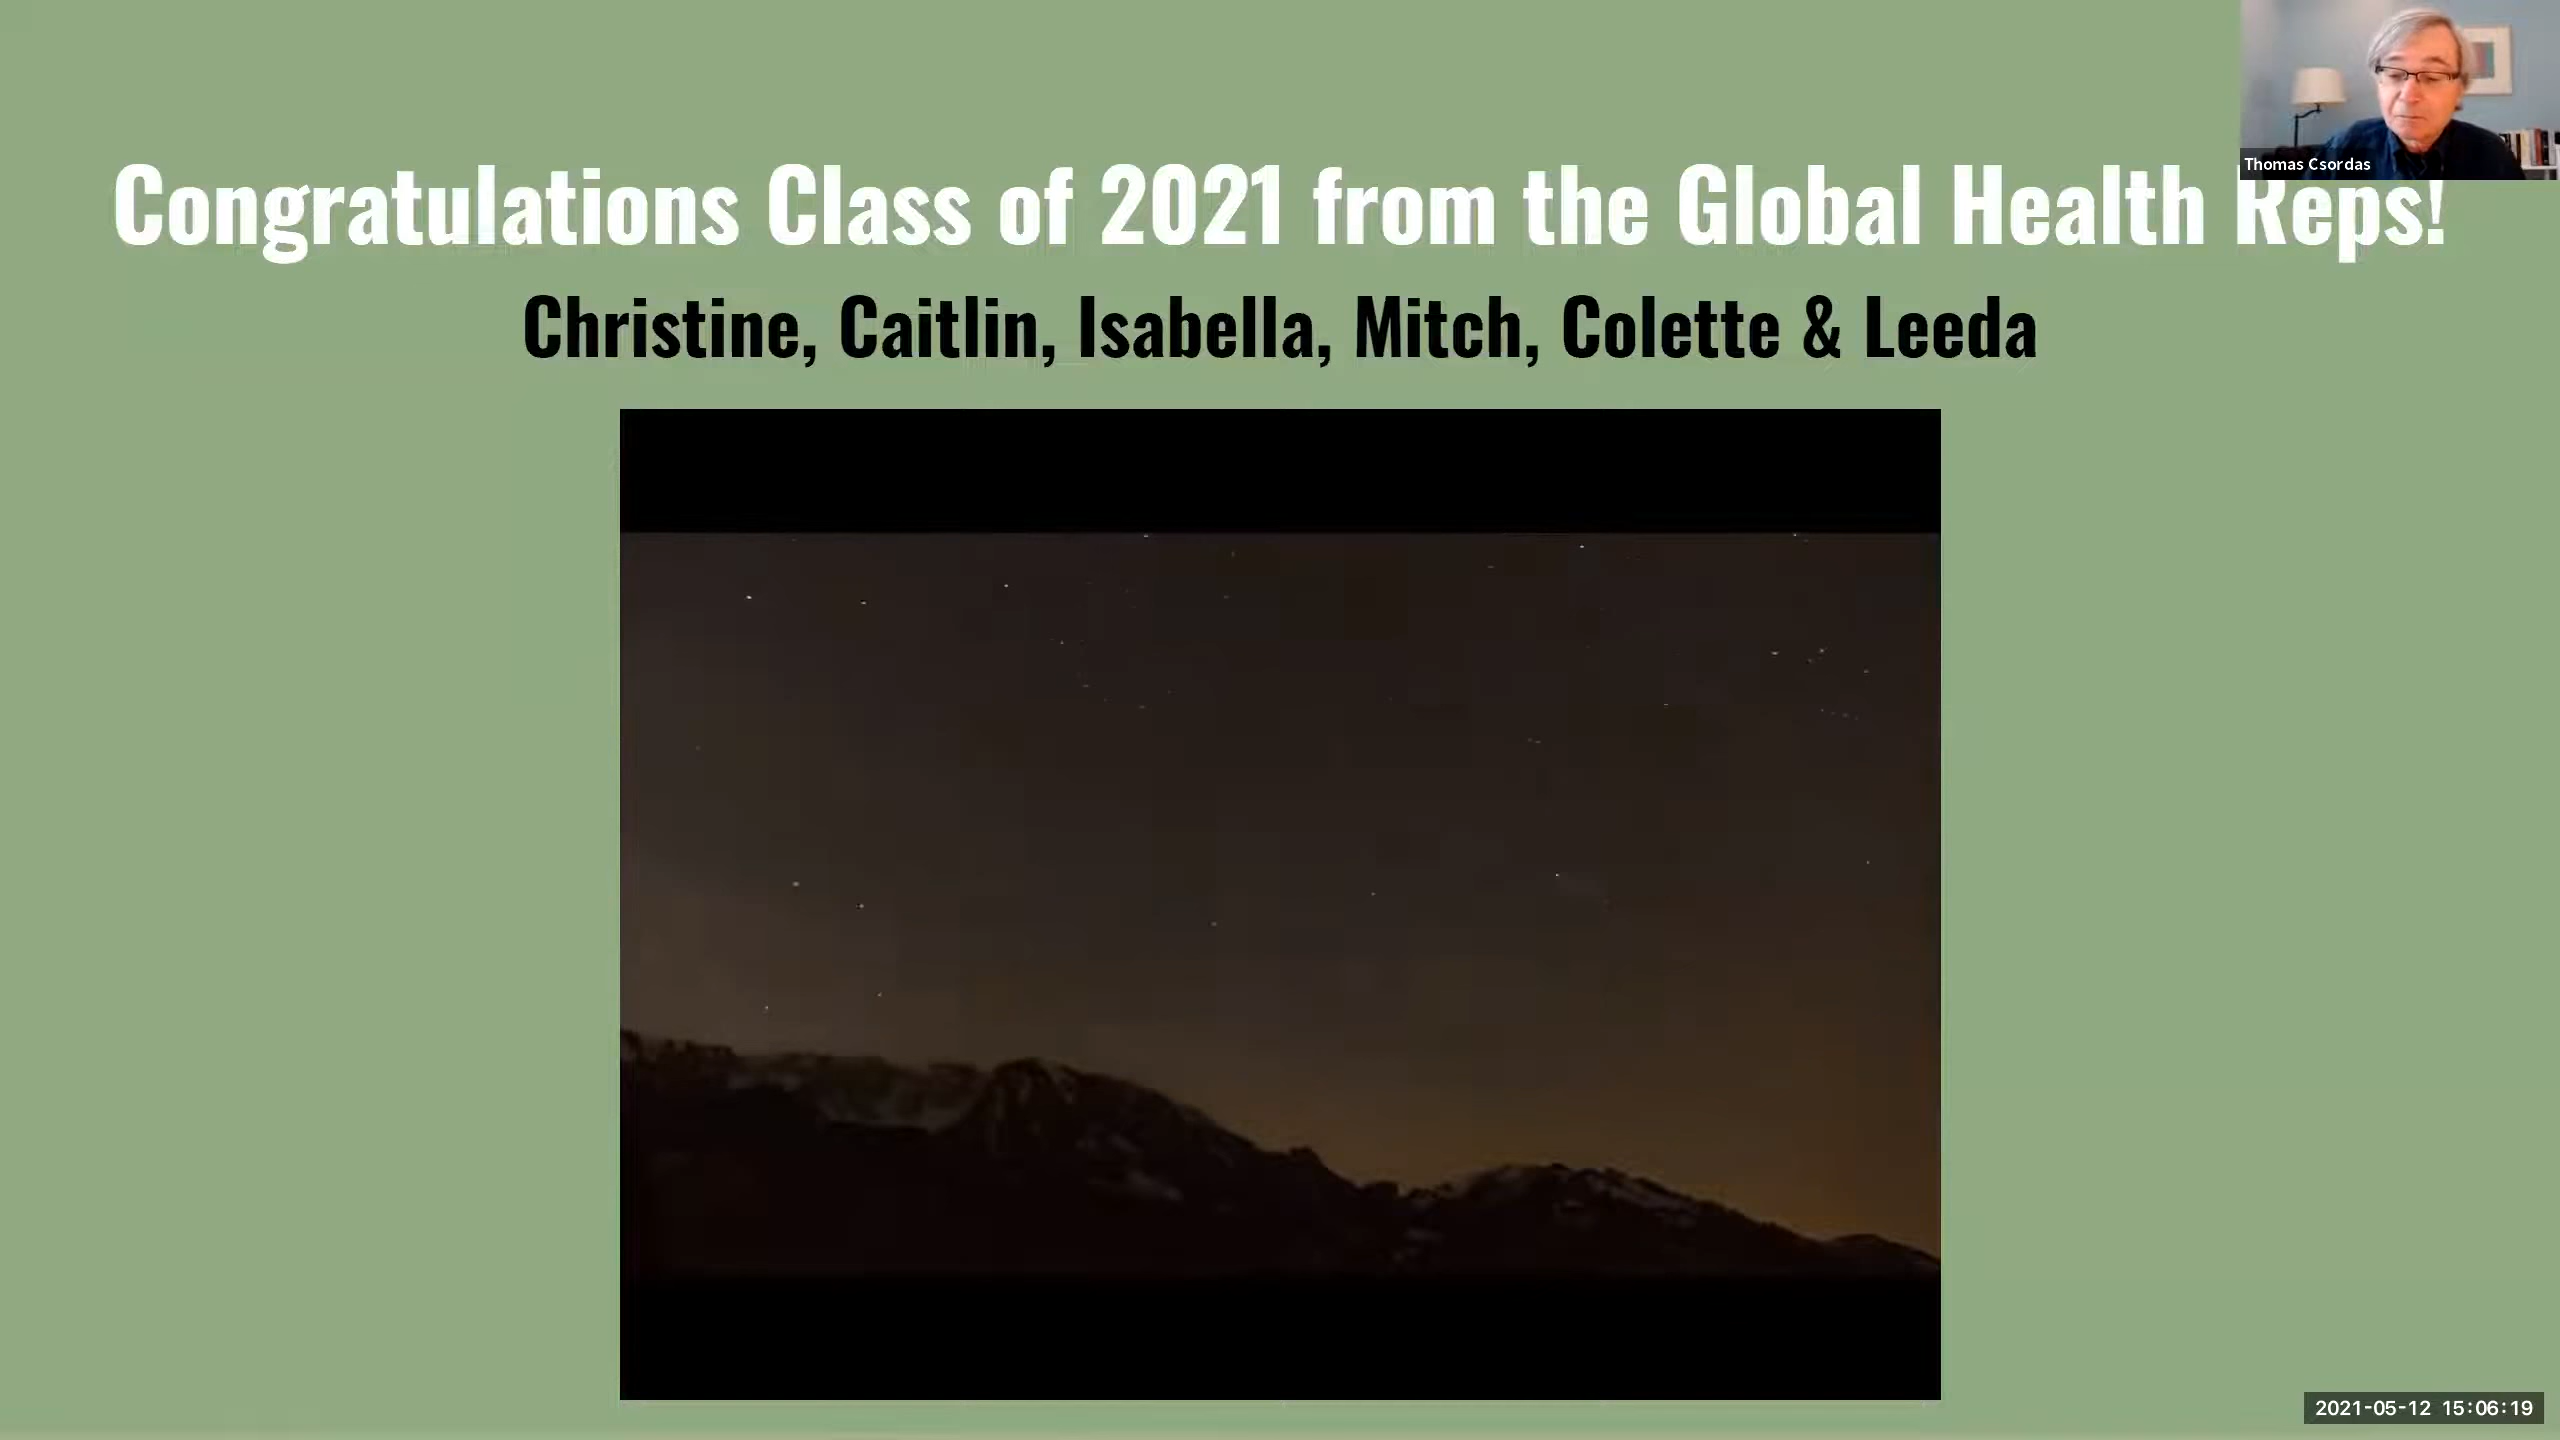 Thomas Csordas
Congratulations Class of 2021 from the Global Health Reps!
Christine, Caitlin, Isabella, Mitch, Colette & Leeda
2021-05-12 15:06:19